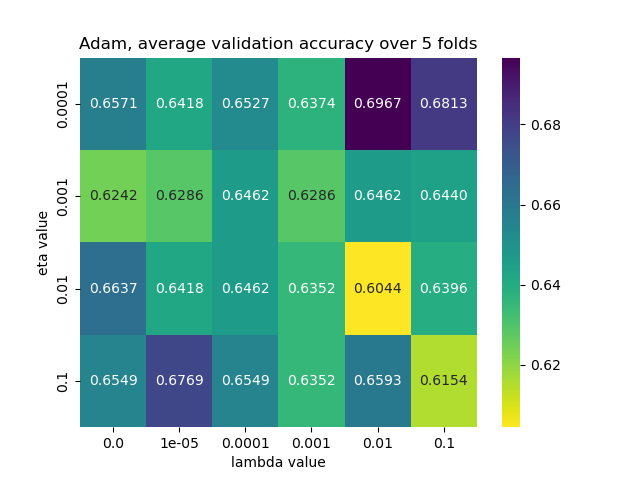 Adam, average validation accuracy over 5 folds
0.0001 0.6571 0.6418 0.6527 0.6374 0.6967 0.6813
0.001 0.6242 0.6286 0.6462 0.6286 0.6462 0.6440
0.01 0.6637 0.6418 0.6462 0.6352 0.6044 0.6396
0.1 0.6549 0.6769 0.6549 0.6352 0.6593 0.6154
eta value
0.0 1e-05 0.0001 0.001 0.01 0.1
lambda value
0.68
0.66
0.64
0.62